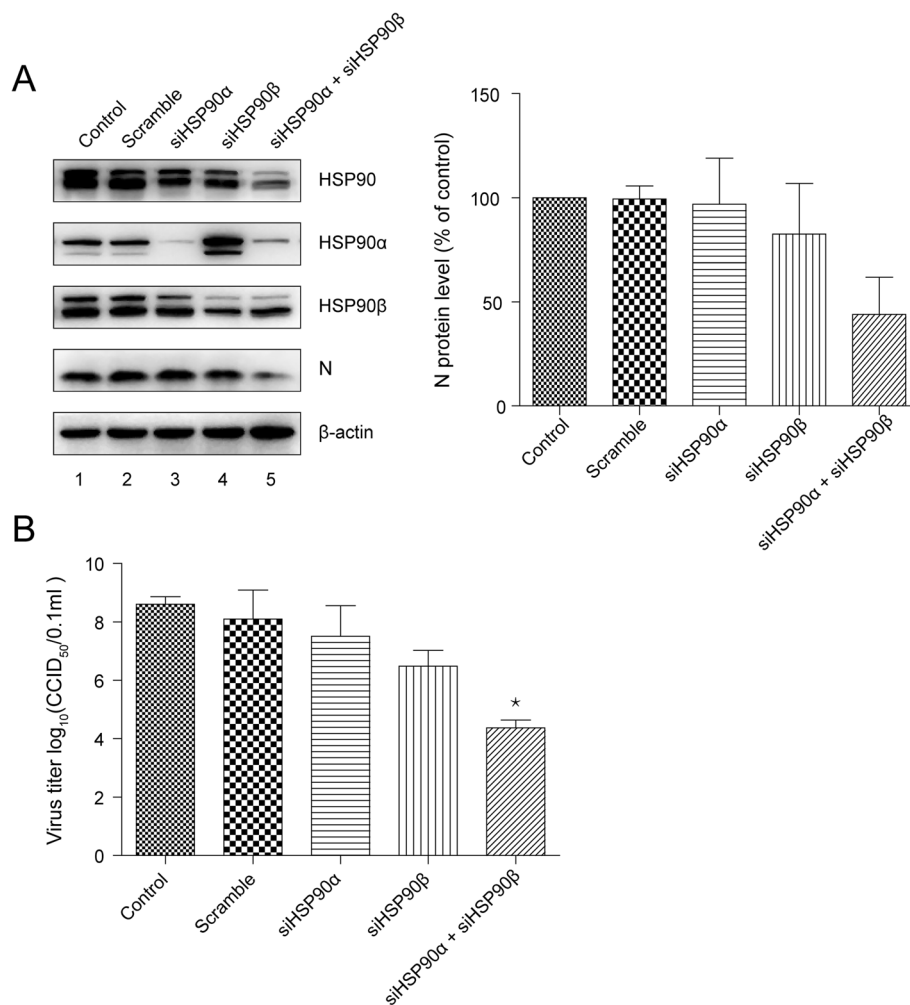 A
Control
Scramble
siHSP90α
siHSP90β
siHSP90α + siHSP90β
HSP90
HSP90α
HSP90β
N
β-actin
1 2 3 4 5
N protein level (% of control)
150
100
50
0
Control
Scramble
siHSP90α
siHSP90β
siHSP90α + siHSP90β
B
Virus titer log10(CCID50/0.1ml )
10
8
6
4
2
0
*
Control
Scramble
siHSP90α
siHSP90β
siHSP90α + siHSP90β